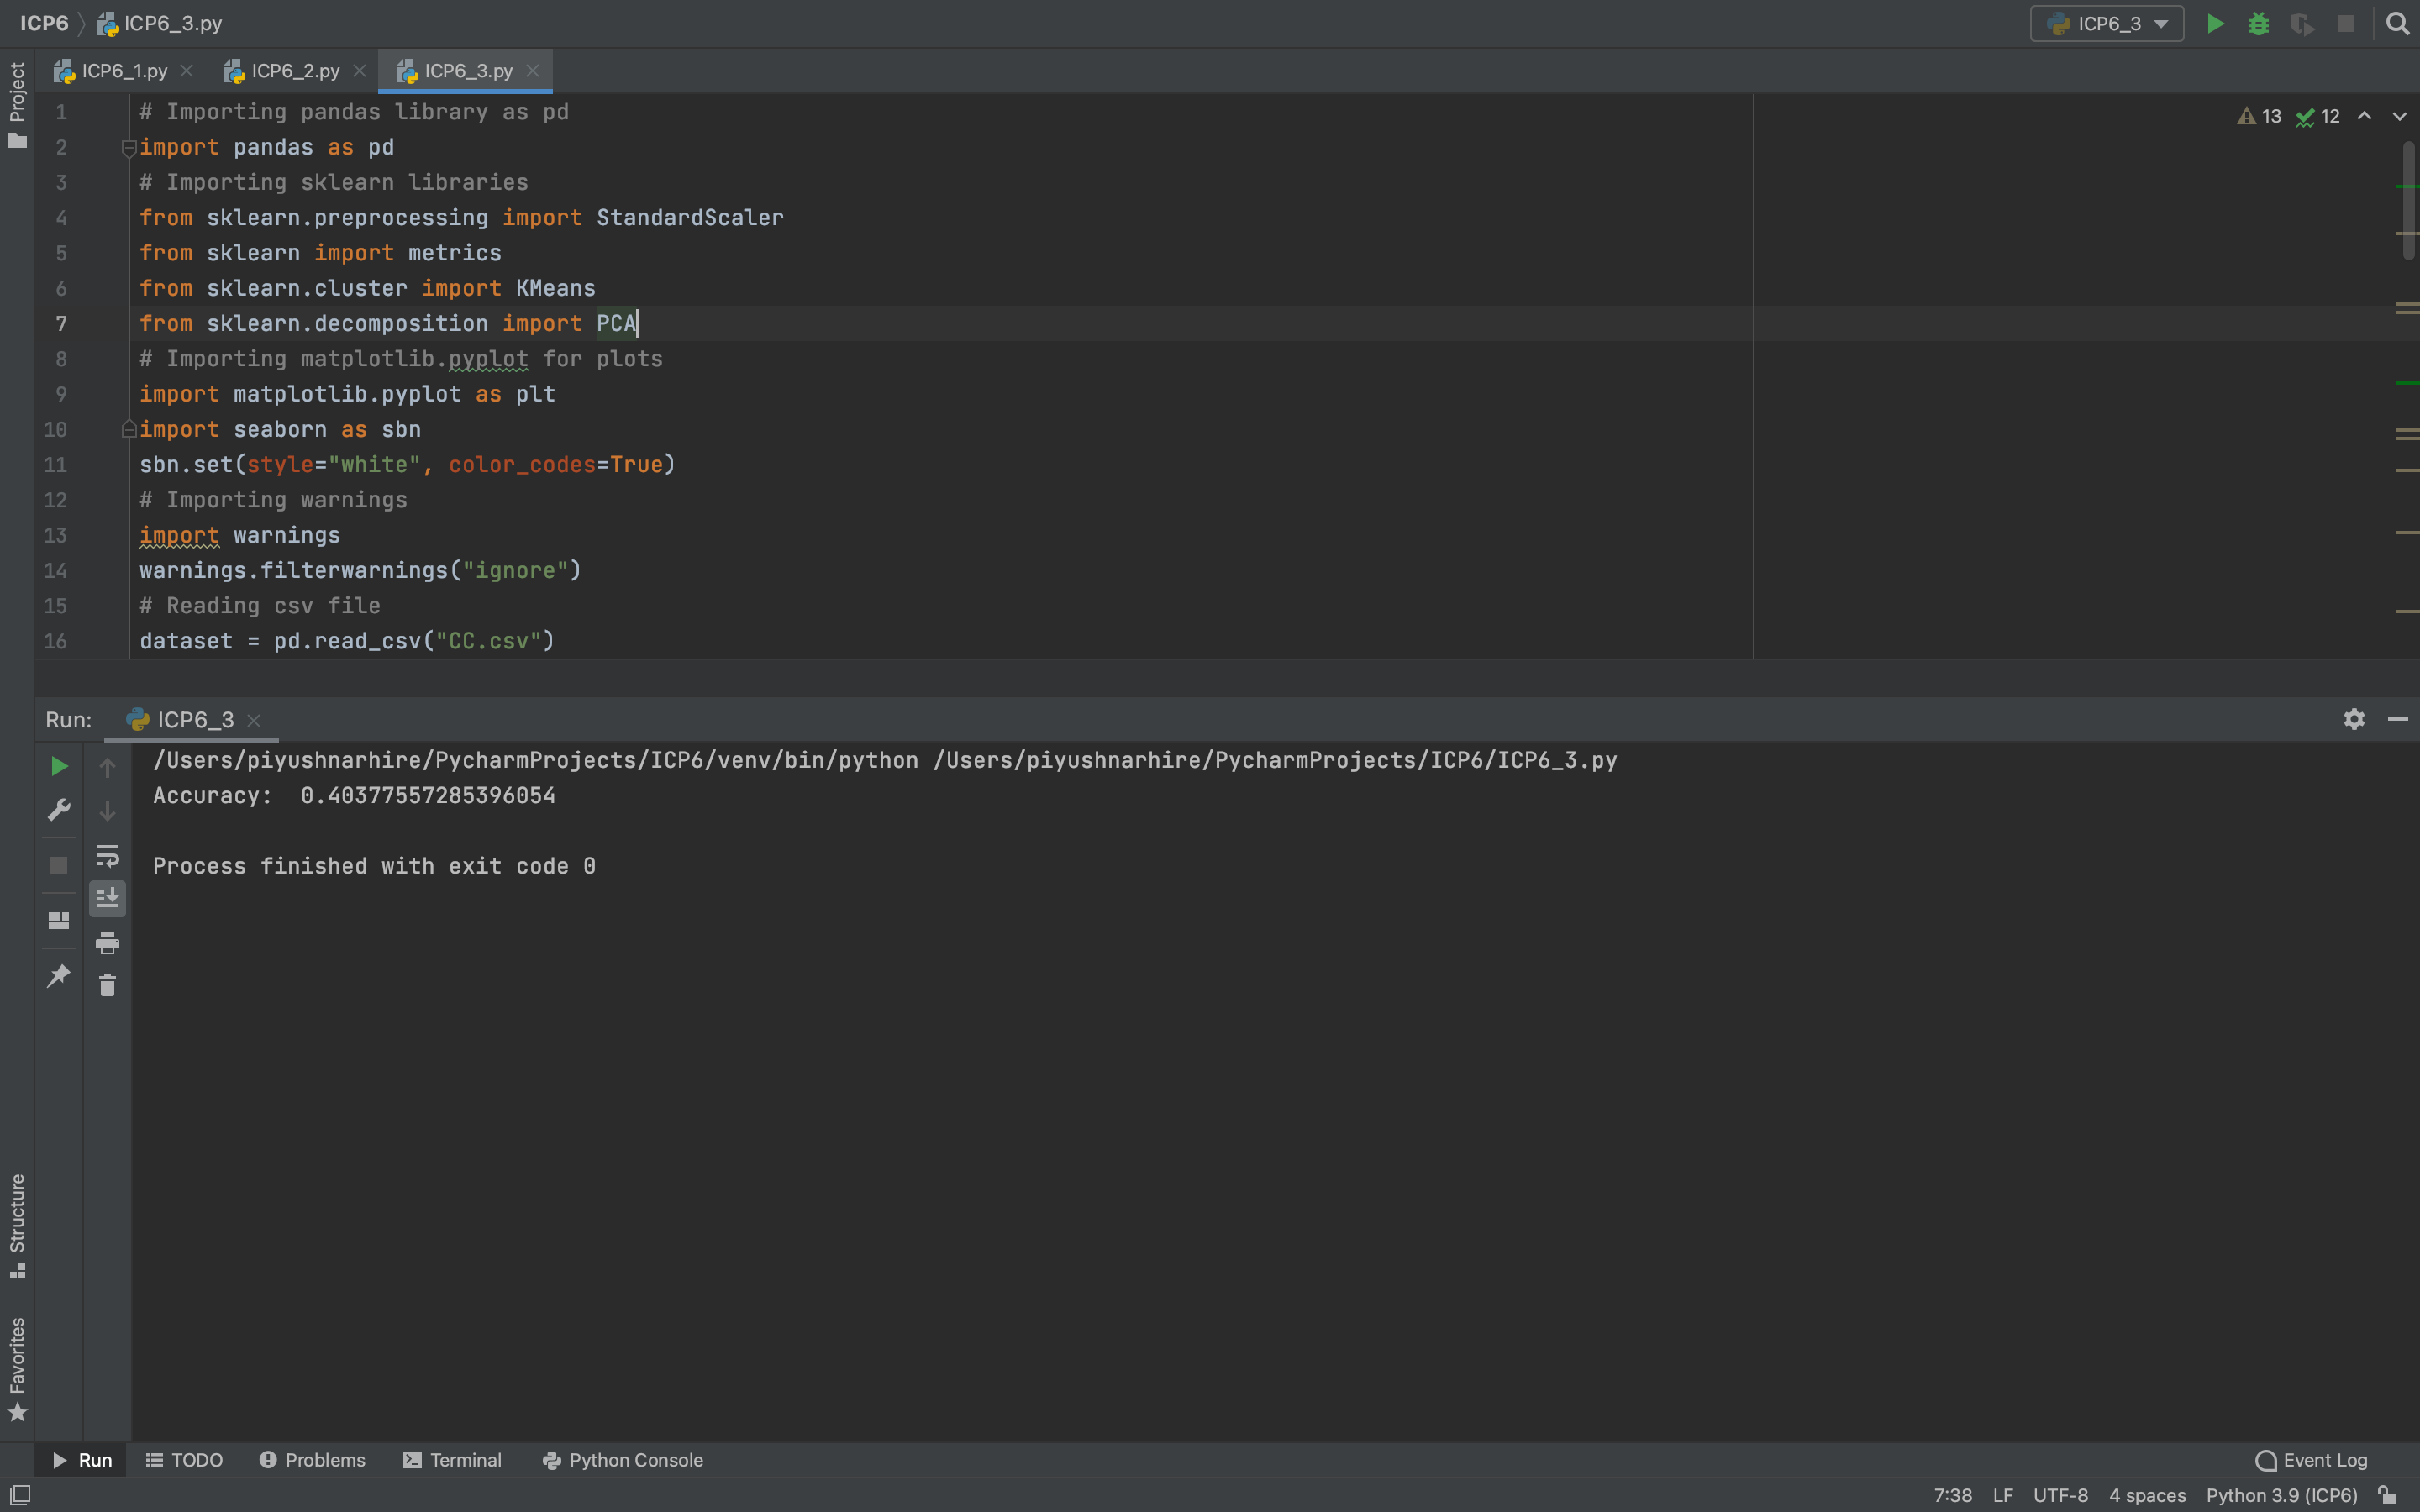 ICP6 ICP6_3.py ICP6_3
Project
ICP6_1.py ICP6_2.py ICP6_3.py
1 # Importing pandas library as pd
13 12
2 import pandas as pd
3 # Importing sklearn libraries
4 from sklearn.preprocessing import StandardScaler
5 from sklearn import metrics
6 from sklearn.cluster import KMeans
7 from sklearn.decomposition import PCA
8 # Importing matplotlib.pyplot for plots
9 import matplotlib.pyplot as plt
10 import seaborn as sbn
11 sbn.set(style="white", color_codes=True)
12 # Importing warnings
13 import warnings
14 warnings.filterwarnings("ignore")
15 # Reading csv file
16 dataset = pd.read_csv("CC.csv")
Run: ICP6_3
/Users/piyushnarhire/PycharmProjects/ICP6/venv/bin/python /Users/piyushnarhire/PycharmProjects/ICP6/ICP6_3.py
Accuracy:  0.40377557285396054
Process finished with exit code 0
Structure
Favorites
Run TODO Problems Terminal Python Console Event Log
7:38 LF UTF-8 4 spaces Python 3.9 (ICP6)